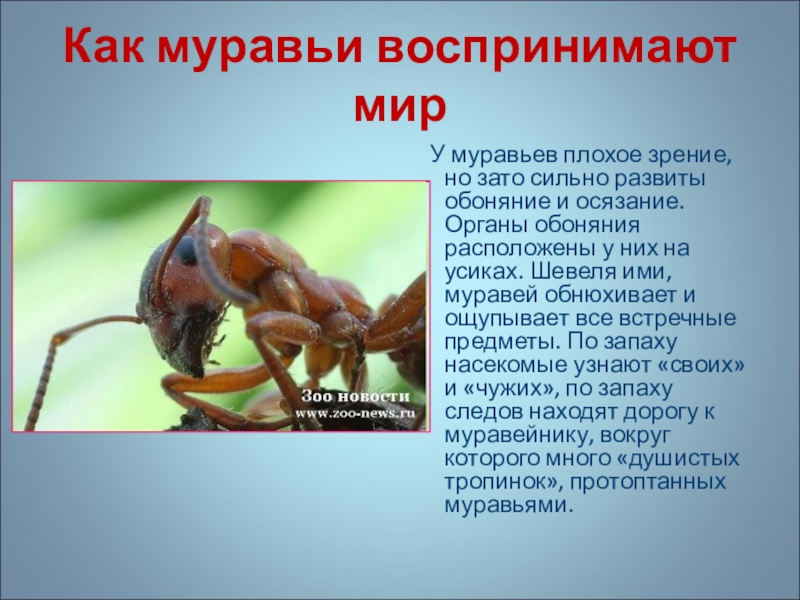 Как муравьи воспринимают
мир
У муравьев плохое зрение,
но зато сильно развиты
обоняние и осязание.
Органы обоняния
расположены у них на
усиках. Шевеля ими,
муравей обнюхивает и
ощупывает все встречные
предметы. По запаху
насекомые узнают «своих»
и «чужих», по запаху
следов находят дорогу к
муравейнику, вокруг
которого много «душистых
тропинок», протоптанных
муравьями.
Зоо новости
www.zoo-news.ru